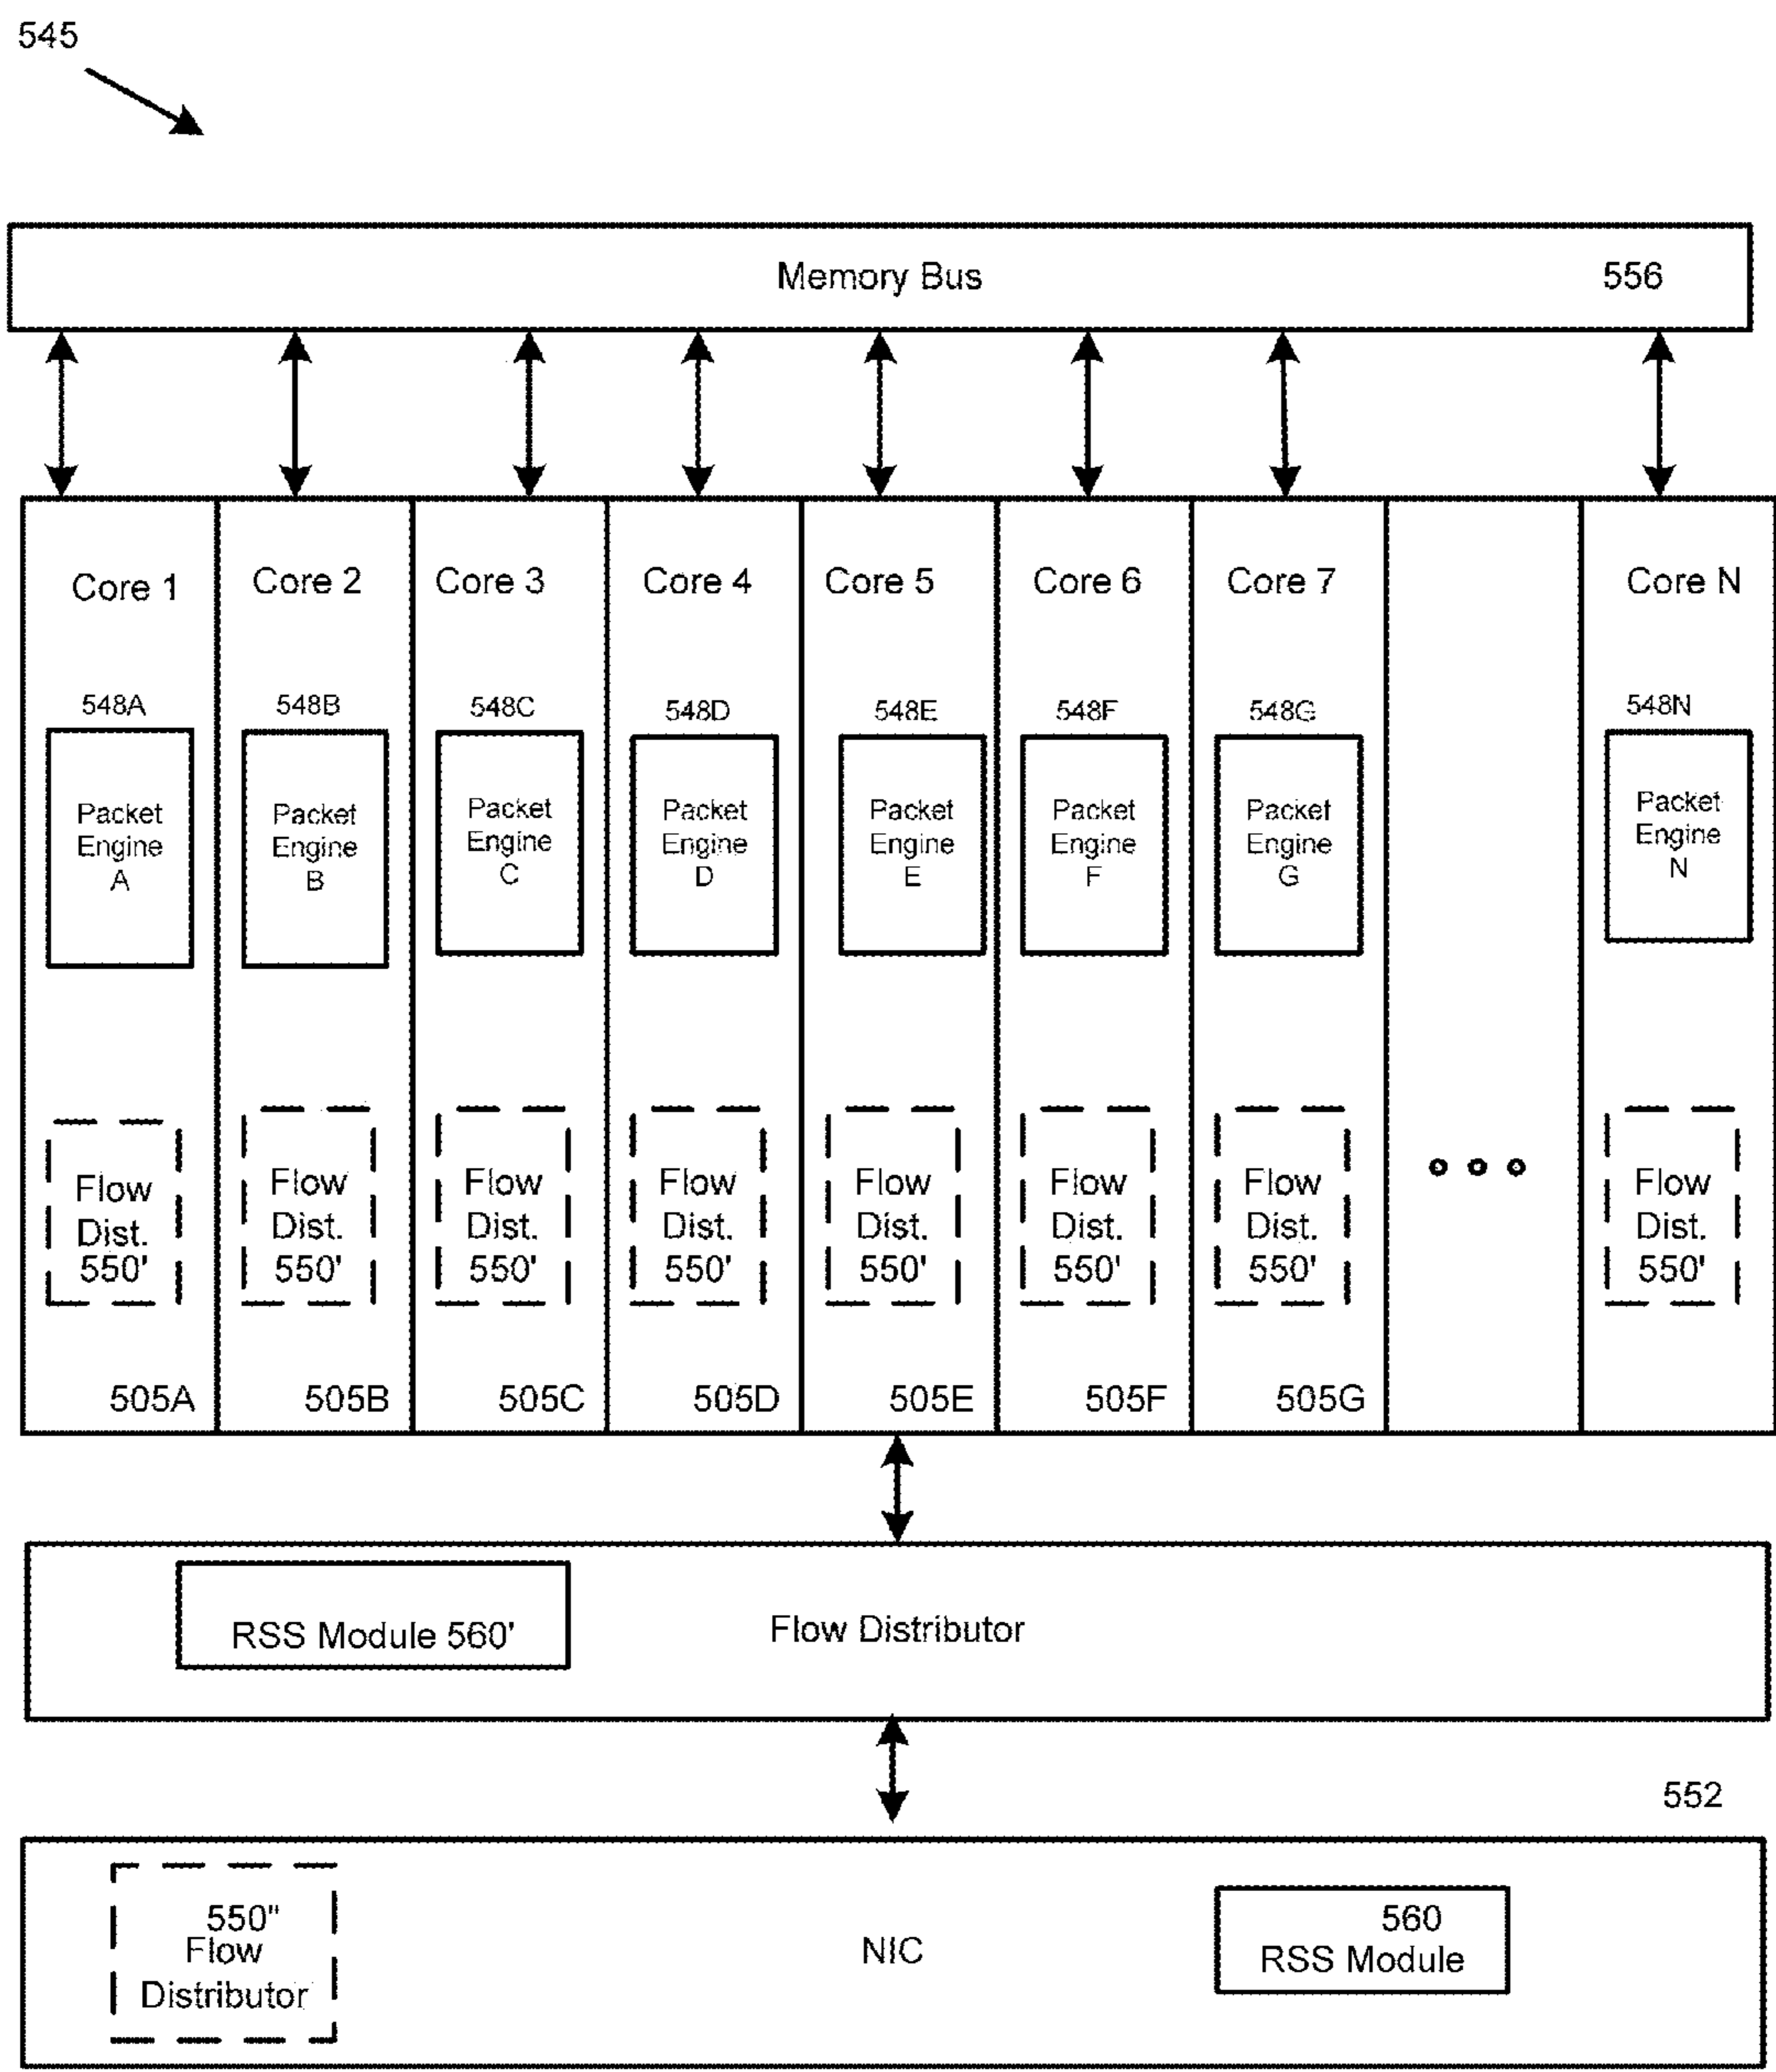 545
Memory Bus 556
Core 1 Core 2 Core 3 Core 4 Core 5 Core 6 Core 7 Core N
548A 548B 548C 548D 548E 548F 548G 548N
Packet Packet Packet Packet Packet Packet Packet Packet
Engine Engine Engine Engine Engine Engine Engine Engine
A B C D E F G N
Flow Flow Flow Flow Flow Flow Flow Flow
Dist. Dist. Dist. Dist. Dist. Dist. Dist. Dist.
550' 550' 550' 550' 550' 550' 550' 550'
505A 505B 505C 505D 505E 505F 505G
RSS Module 560' Flow Distributor
552
550" 560
Flow NIC RSS Module
Distributor